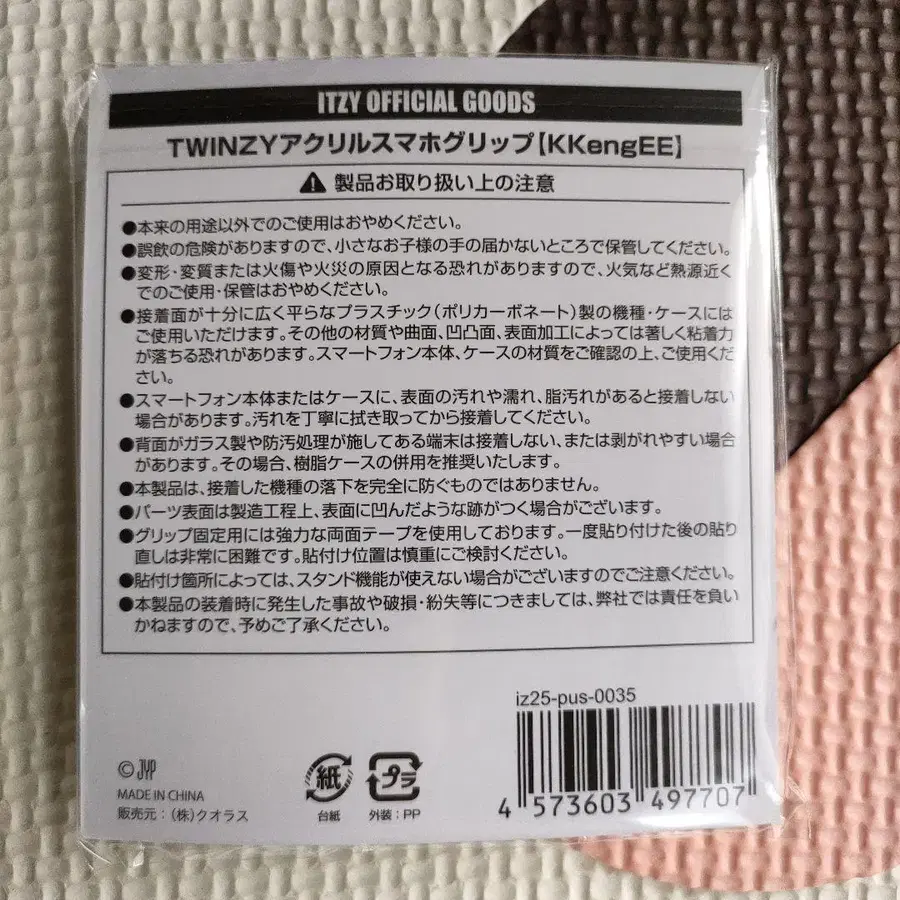 ITZY OFFICIAL GOODS
TWINZYアクリルスマホグリップ【KKengEE】
製品お取り扱い上の注意
●本来の用途以外でのご使用はおやめください。
●誤飲の危険がありますので、小さなお子様の手の届かないところで保管してください。
●変形・変質または火傷や火災の原因となる恐れがありますので、火気など熱源近く
でのご使用・保管はおやめください。
●接着面が十分に広く平らなプラスチック（ポリカーボネート）製の機種・ケースには
ご使用いただけます。その他の材質や曲面、凹凸面、表面加工によっては著しく粘着力
が落ちる恐れがあります。スマートフォン本体、ケースの材質をご確認の上、ご使用くだ
さい。
●スマートフォン本体またはケースに、表面の汚れや濡れ、脂汚れがあると接着しない
場合があります。汚れを丁寧に拭き取ってから接着してください。
●背面がガラス製や防汚処理が施してある端末は接着しない、または剥がれやすい場合
があります。その場合、樹脂ケースの併用を推奨いたします。
●本製品は、接着した機種の落下を完全に防ぐものではありません。
●パーツ表面は製造工程上、表面に凹んだような跡がつく場合がございます。
●グリップ固定用には強力な両面テープを使用しております。一度貼り付けた後の貼り
直しは非常に困難です。貼付け位置は慎重にご検討ください。
●貼付け箇所によっては、スタンド機能が使えない場合がございますのでご注意ください。
●本製品の装着時に発生した事故や破損・紛失等につきましては、弊社では責任を負い
かねますので、予めご了承ください。
iz25-pus-0035
© JYP
MADE IN CHINA
販売元：（株）クオラス
紙
台紙
プラ
外装：PP
4 573603 497707